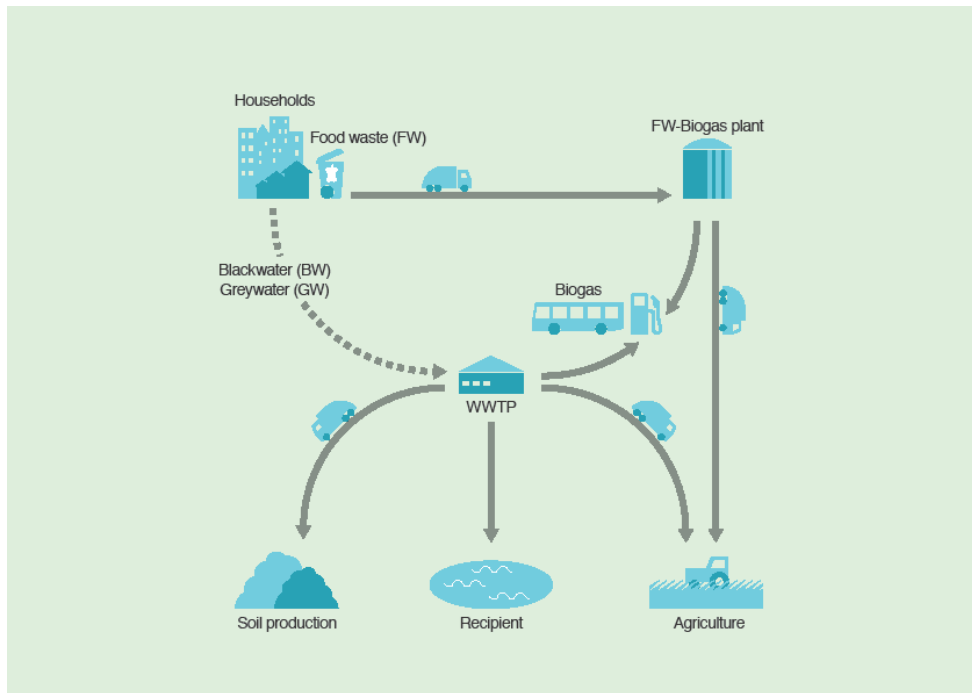 Households
Food waste (FW)
FW-Biogas plant
Blackwater (BW)
Greywater (GW)
Biogas
WWTP
Soil production
Recipient
Agriculture